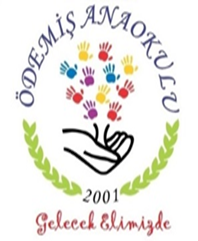 ÖDEMİŞ ANAOKULU
2001
Gelecek Elimizde